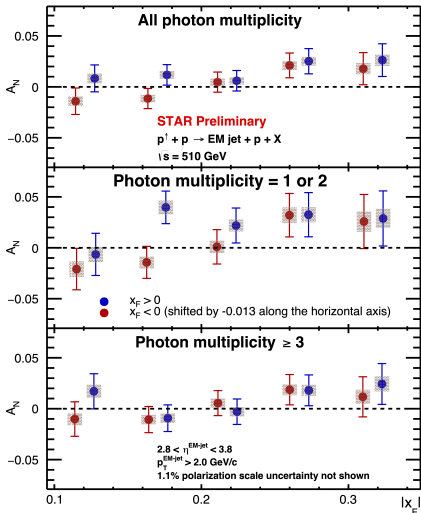 All photon multiplicity
0.05
0
−0.05
A_N
STAR Preliminary
p↑ + p → EM jet + p + X
√s = 510 GeV
Photon multiplicity = 1 or 2
0.05
0
−0.05
A_N
x_F > 0
x_F < 0 (shifted by -0.013 along the horizontal axis)
Photon multiplicity ≥ 3
0.05
0
−0.05
A_N
2.8 < η^EM-jet < 3.8
p_T^EM-jet > 2.0 GeV/c
1.1% polarization scale uncertainty not shown
0.1 0.2 0.3
|x_F|